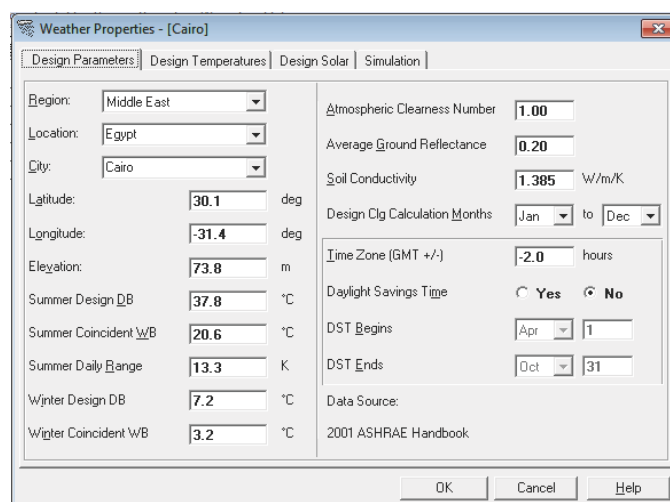 Weather Properties - [Cairo]
Design Parameters Design Temperatures Design Solar Simulation
Region: Middle East
Location: Egypt
City: Cairo
Latitude: 30.1 deg
Longitude: -31.4 deg
Elevation: 73.8 m
Summer Design DB 37.8 °C
Summer Coincident WB 20.6 °C
Summer Daily Range 13.3 K
Winter Design DB 7.2 °C
Winter Coincident WB 3.2 °C
Atmospheric Clearness Number 1.00
Average Ground Reflectance 0.20
Soil Conductivity 1.385 W/m/K
Design Clg Calculation Months Jan to Dec
Time Zone (GMT +/-) -2.0 hours
Daylight Savings Time Yes No
DST Begins Apr 1
DST Ends Oct 31
Data Source:
2001 ASHRAE Handbook
OK Cancel Help